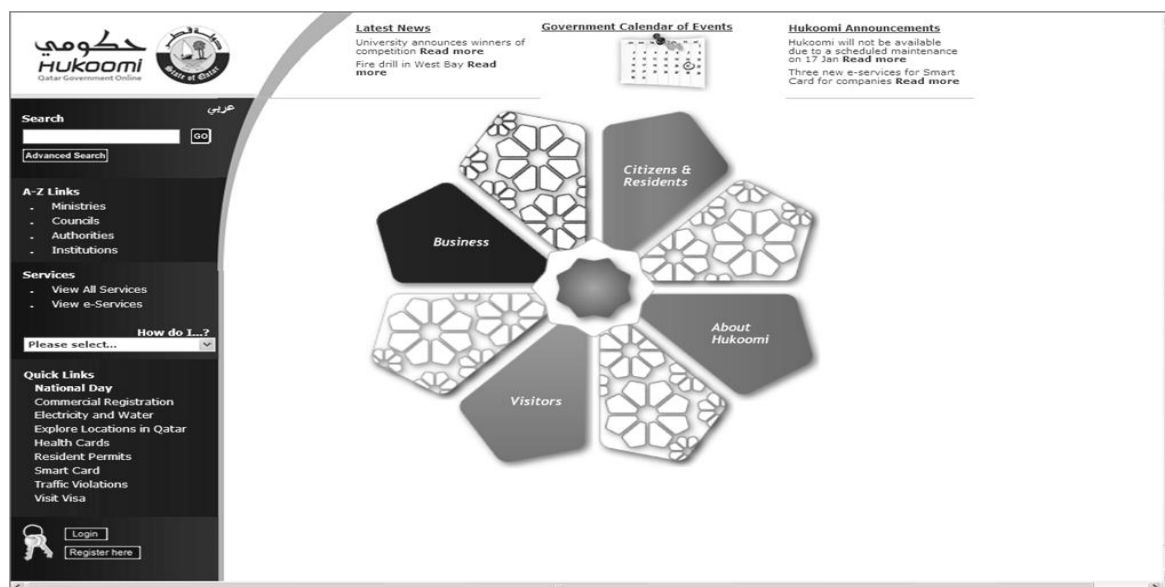 حكومي
Hukoomi
Qatar Government Online
State of Qatar
Latest News
University announces winners of
competition Read more
Fire drill in West Bay Read
more
Government Calendar of Events
Hukoomi Announcements
Hukoomi will not be available
due to a scheduled maintenance
on 17 Jan Read more
Three new e-services for Smart
Card for companies Read more
عربي
Search
GO
Advanced Search
A-Z Links
Ministries
Councils
Authorities
Institutions
Services
View All Services
View e-Services
How do I...?
Please select...
Quick Links
National Day
Commercial Registration
Electricity and Water
Explore Locations in Qatar
Health Cards
Resident Permits
Smart Card
Traffic Violations
Visit Visa
Login
Register here
Citizens &
Residents
Business
About
Hukoomi
Visitors